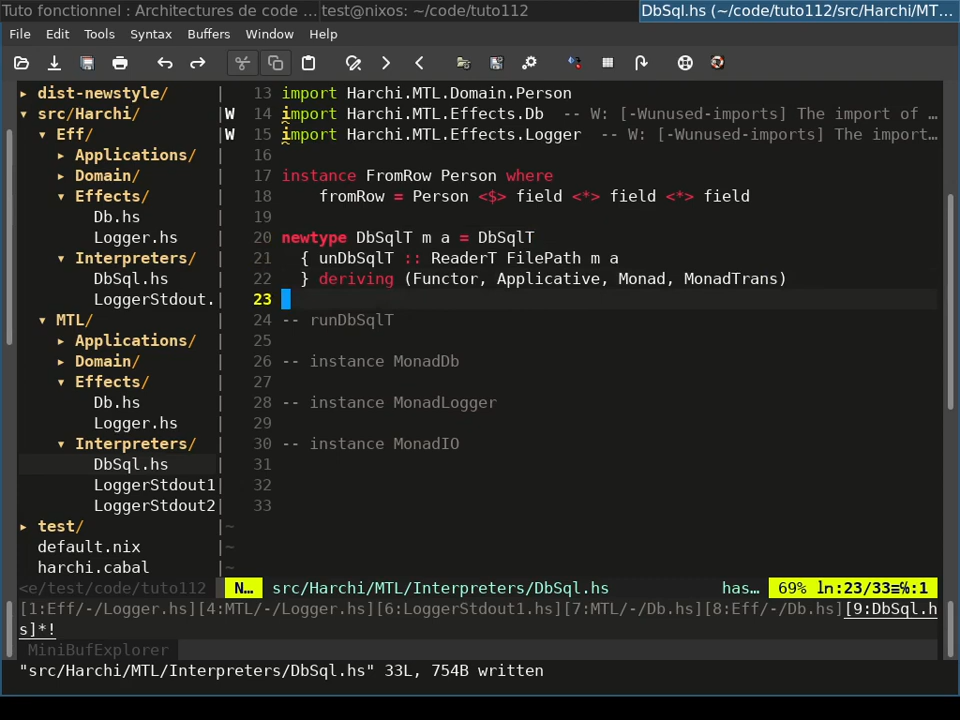 Tuto fonctionnel : Architectures de code ... test@nixos: ~/code/tuto112 DbSql.hs (~/code/tuto112/src/Harchi/MT...
File Edit Tools Syntax Buffers Window Help
▸ dist-newstyle/ | 13 import Harchi.MTL.Domain.Person
▾ src/Harchi/ |W 14 import Harchi.MTL.Effects.Db -- W: [-Wunused-imports] The import of …
▾ Eff/ |W 15 import Harchi.MTL.Effects.Logger -- W: [-Wunused-imports] The import…
▸ Applications/ | 16
▸ Domain/ | 17 instance FromRow Person where
▾ Effects/ | 18 fromRow = Person <$> field <*> field <*> field
Db.hs | 19
Logger.hs | 20 newtype DbSqlT m a = DbSqlT
▾ Interpreters/ | 21 { unDbSqlT :: ReaderT FilePath m a
DbSql.hs | 22 } deriving (Functor, Applicative, Monad, MonadTrans)
LoggerStdout.| 23
▾ MTL/ | 24 -- runDbSqlT
▸ Applications/ | 25
▸ Domain/ | 26 -- instance MonadDb
▾ Effects/ | 27
Db.hs | 28 -- instance MonadLogger
Logger.hs | 29
▾ Interpreters/ | 30 -- instance MonadIO
DbSql.hs | 31
LoggerStdout1| 32
LoggerStdout2| 33
▸ test/ |~
default.nix |~
harchi.cabal |~
<e/test/code/tuto112 N… src/Harchi/MTL/Interpreters/DbSql.hs has… 69% ln:23/33≡%:1
[1:Eff/-/Logger.hs][4:MTL/-/Logger.hs][6:LoggerStdout1.hs][7:MTL/-/Db.hs][8:Eff/-/Db.hs][9:DbSql.h
s]*!
MiniBufExplorer
"src/Harchi/MTL/Interpreters/DbSql.hs" 33L, 754B written